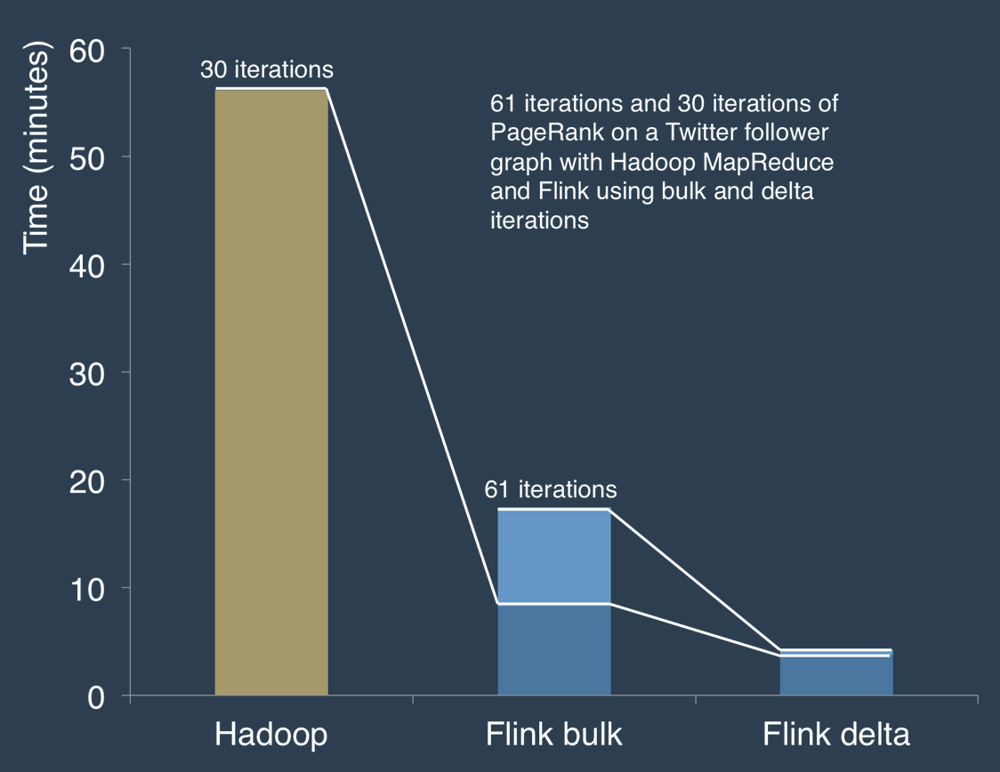 Time (minutes)
60
50
40
30
20
10
0
30 iterations
61 iterations and 30 iterations of
PageRank on a Twitter follower
graph with Hadoop MapReduce
and Flink using bulk and delta
iterations
61 iterations
Hadoop
Flink bulk
Flink delta